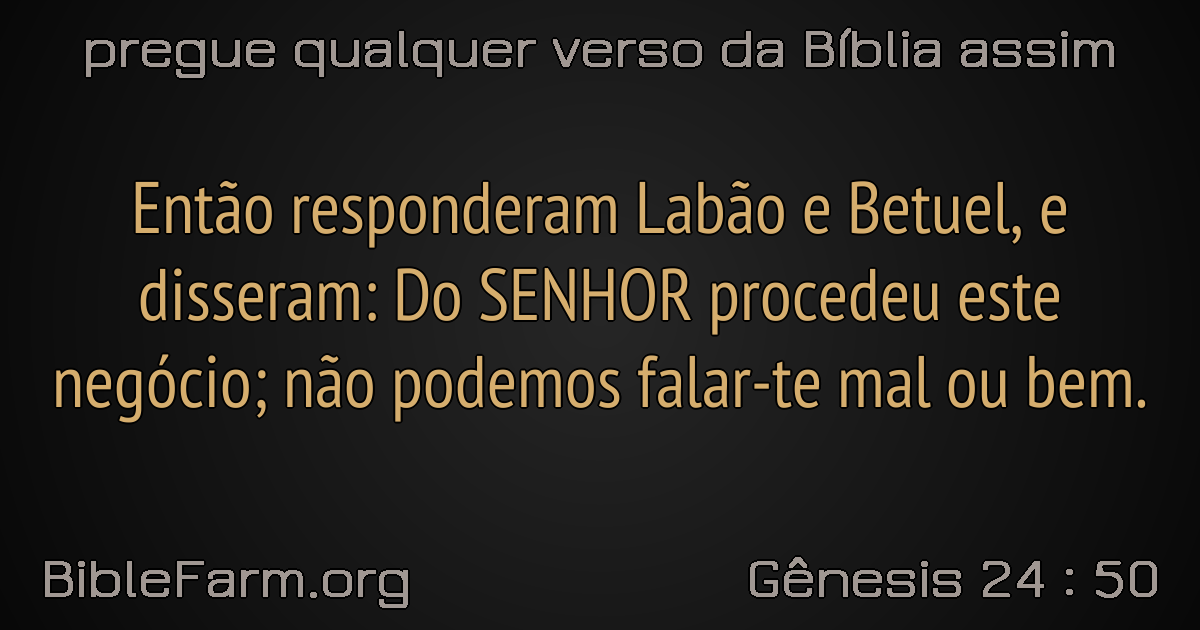 pregue qualquer verso da Bíblia assim
Então responderam Labão e Betuel, e
disseram: Do SENHOR procedeu este
negócio; não podemos falar-te mal ou bem.
BibleFarm.org
Gênesis 24 : 50